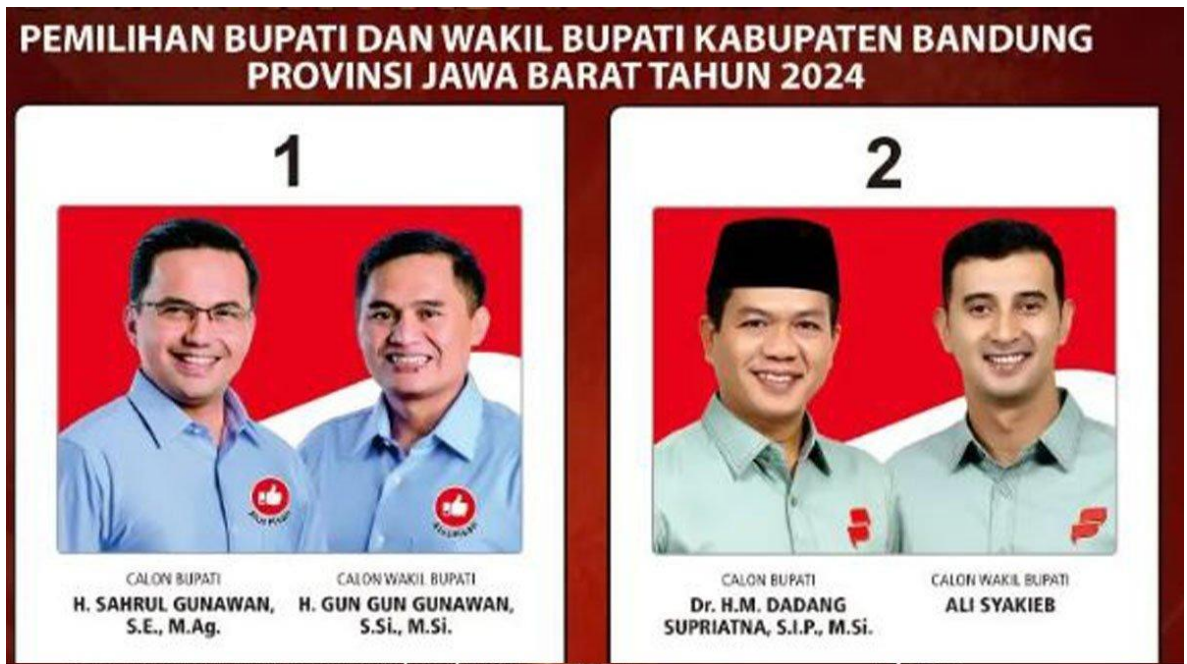 PEMILIHAN BUPATI DAN WAKIL BUPATI KABUPATEN BANDUNG
PROVINSI JAWA BARAT TAHUN 2024
1
CALON BUPATI
H. SAHRUL GUNAWAN,
S.E., M.Ag.
CALON WAKIL BUPATI
H. GUN GUN GUNAWAN,
S.Si., M.Si.
2
CALON BUPATI
Dr. H.M. DADANG
SUPRIATNA, S.I.P., M.Si.
CALON WAKIL BUPATI
ALI SYAKIEB